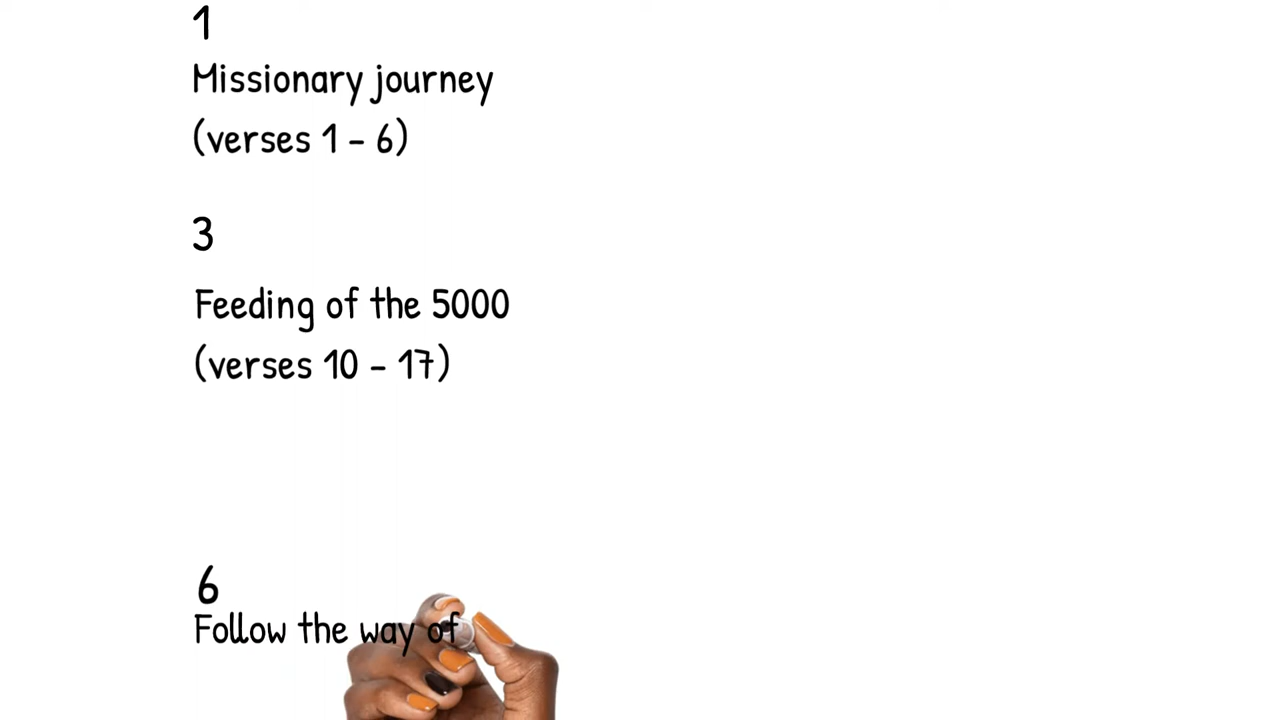 1
Missionary journey
(verses 1 - 6)
3
Feeding of the 5000
(verses 10 - 17)
6
Follow the way of